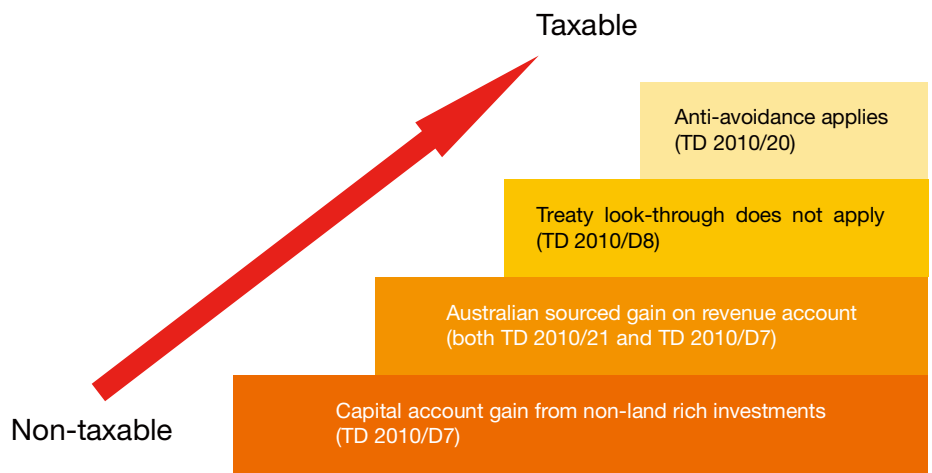 Taxable
Anti-avoidance applies
(TD 2010/20)
Treaty look-through does not apply
(TD 2010/D8)
Australian sourced gain on revenue account
(both TD 2010/21 and TD 2010/D7)
Capital account gain from non-land rich investments
(TD 2010/D7)
Non-taxable